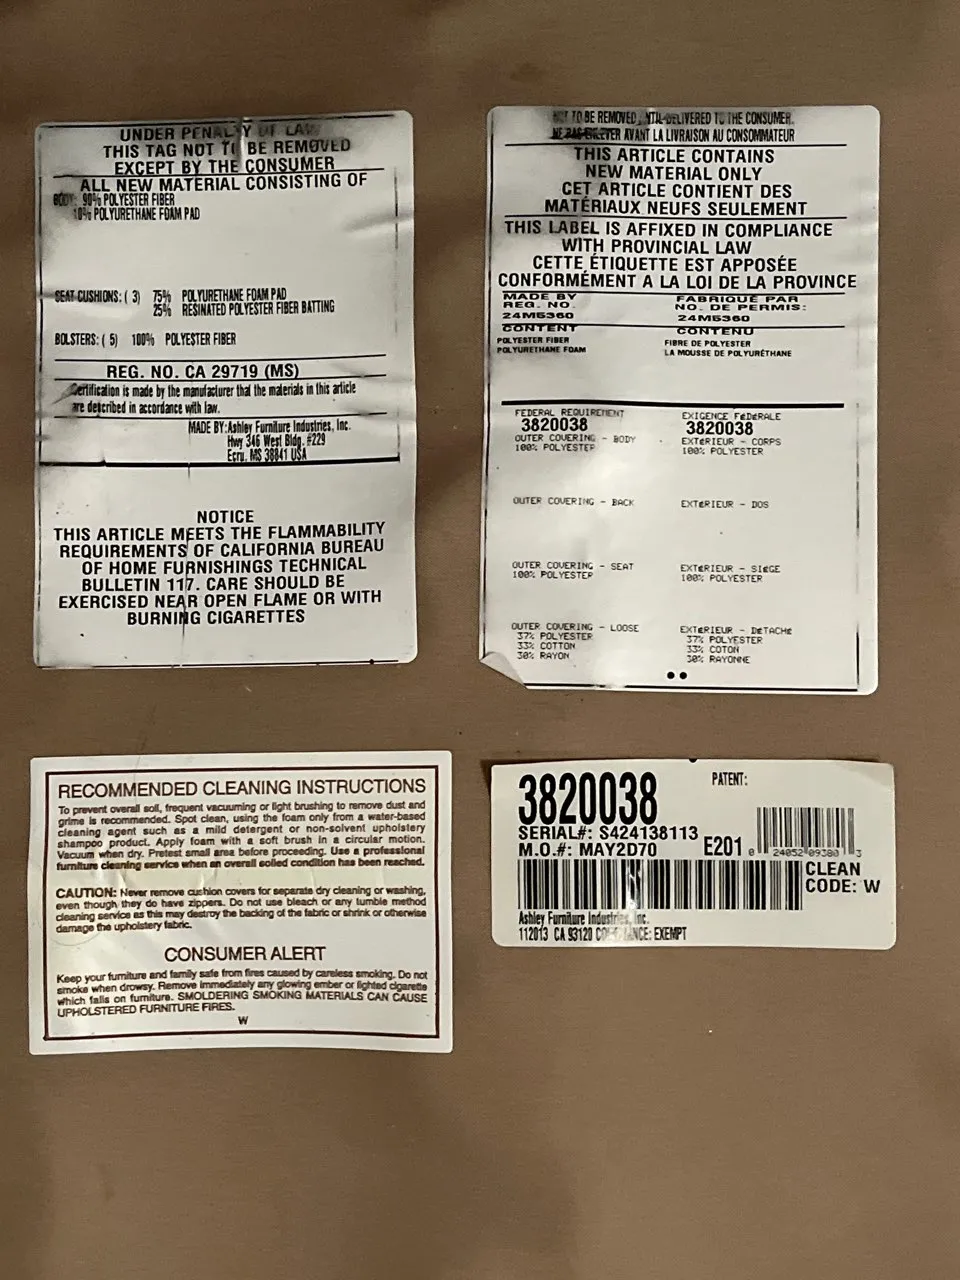 UNDER PENALTY OF LAW
THIS TAG NOT TO BE REMOVED
EXCEPT BY THE CONSUMER
ALL NEW MATERIAL CONSISTING OF
BODY: 90% POLYESTER FIBER
10% POLYURETHANE FOAM PAD
SEAT CUSHIONS: ( 3) 75% POLYURETHANE FOAM PAD
25% RESINATED POLYESTER FIBER BATTING
BOLSTERS: ( 5) 100% POLYESTER FIBER
REG. NO. CA 29719 (MS)
Certification is made by the manufacturer that the materials in this article
are described in accordance with law.
MADE BY:Ashley Furniture Industries, Inc.
Hwy 346 West Bldg. #229
Ecru, MS 38841 USA
NOTICE
THIS ARTICLE MEETS THE FLAMMABILITY
REQUIREMENTS OF CALIFORNIA BUREAU
OF HOME FURNISHINGS TECHNICAL
BULLETIN 117. CARE SHOULD BE
EXERCISED NEAR OPEN FLAME OR WITH
BURNING CIGARETTES
NOT TO BE REMOVED UNTIL DELIVERED TO THE CONSUMER.
NE PAS ENLEVER AVANT LA LIVRAISON AU CONSOMMATEUR
THIS ARTICLE CONTAINS
NEW MATERIAL ONLY
CET ARTICLE CONTIENT DES
MATÉRIAUX NEUFS SEULEMENT
THIS LABEL IS AFFIXED IN COMPLIANCE
WITH PROVINCIAL LAW
CETTE ÉTIQUETTE EST APPOSÉE
CONFORMÉMENT A LA LOI DE LA PROVINCE
MADE BY FABRIQUÉ PAR
REG. NO. NO. DE PERMIS:
24M5360 24M5360
CONTENT CONTENU
POLYESTER FIBER FIBRE DE POLYESTER
POLYURETHANE FOAM LA MOUSSE DE POLYURÉTHANE
FEDERAL REQUIREMENT EXIGENCE FéDéRALE
3820038 3820038
OUTER COVERING - BODY EXTéRIEUR - CORPS
100% POLYESTER 100% POLYESTER
OUTER COVERING - BACK EXTéRIEUR - DOS
OUTER COVERING - SEAT EXTéRIEUR - SIéGE
100% POLYESTER 100% POLYESTER
OUTER COVERING - LOOSE EXTéRIEUR - DéTACHé
37% POLYESTER 37% POLYESTER
33% COTTON 33% COTON
30% RAYON 30% RAYONNE
RECOMMENDED CLEANING INSTRUCTIONS
To prevent overall soil, frequent vacuuming or light brushing to remove dust and
grime is recommended. Spot clean, using the foam only from a water-based
cleaning agent such as a mild detergent or non-solvent upholstery
shampoo product. Apply foam with a soft brush in a circular motion.
Vacuum when dry. Pretest small area before proceeding. Use a professional
furniture cleaning service when an overall soiled condition has been reached.
CAUTION: Never remove cushion covers for separate dry cleaning or washing,
even though they do have zippers. Do not use bleach or any tumble method
cleaning service as this may destroy the backing of the fabric or shrink or otherwise
damage the upholstery fabric.
CONSUMER ALERT
Keep your furniture and family safe from fires caused by careless smoking. Do not
smoke when drowsy. Remove immediately any glowing ember or lighted cigarette
which falls on furniture. SMOLDERING SMOKING MATERIALS CAN CAUSE
UPHOLSTERED FURNITURE FIRES.
W
3820038 PATENT:
SERIAL#: S424138113
M.O.#: MAY2D70 E201
0 24052 09380 3
CLEAN
CODE: W
Ashley Furniture Industries, Inc.
112013 CA 93120 COMPLIANCE: EXEMPT